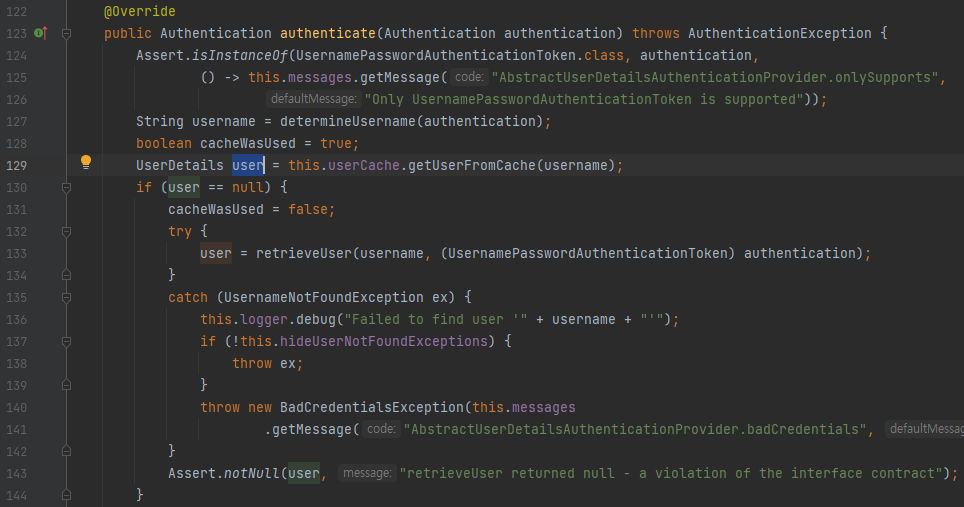 122 @Override
123 public Authentication authenticate(Authentication authentication) throws AuthenticationException {
124 Assert.isInstanceOf(UsernamePasswordAuthenticationToken.class, authentication,
125 () -> this.messages.getMessage( code: "AbstractUserDetailsAuthenticationProvider.onlySupports",
126 defaultMessage: "Only UsernamePasswordAuthenticationToken is supported"));
127 String username = determineUsername(authentication);
128 boolean cacheWasUsed = true;
129 UserDetails user = this.userCache.getUserFromCache(username);
130 if (user == null) {
131 cacheWasUsed = false;
132 try {
133 user = retrieveUser(username, (UsernamePasswordAuthenticationToken) authentication);
134 }
135 catch (UsernameNotFoundException ex) {
136 this.logger.debug("Failed to find user '" + username + "'");
137 if (!this.hideUserNotFoundExceptions) {
138 throw ex;
139 }
140 throw new BadCredentialsException(this.messages
141 .getMessage( code: "AbstractUserDetailsAuthenticationProvider.badCredentials", defaultMessag
142 }
143 Assert.notNull(user, message: "retrieveUser returned null - a violation of the interface contract");
144 }